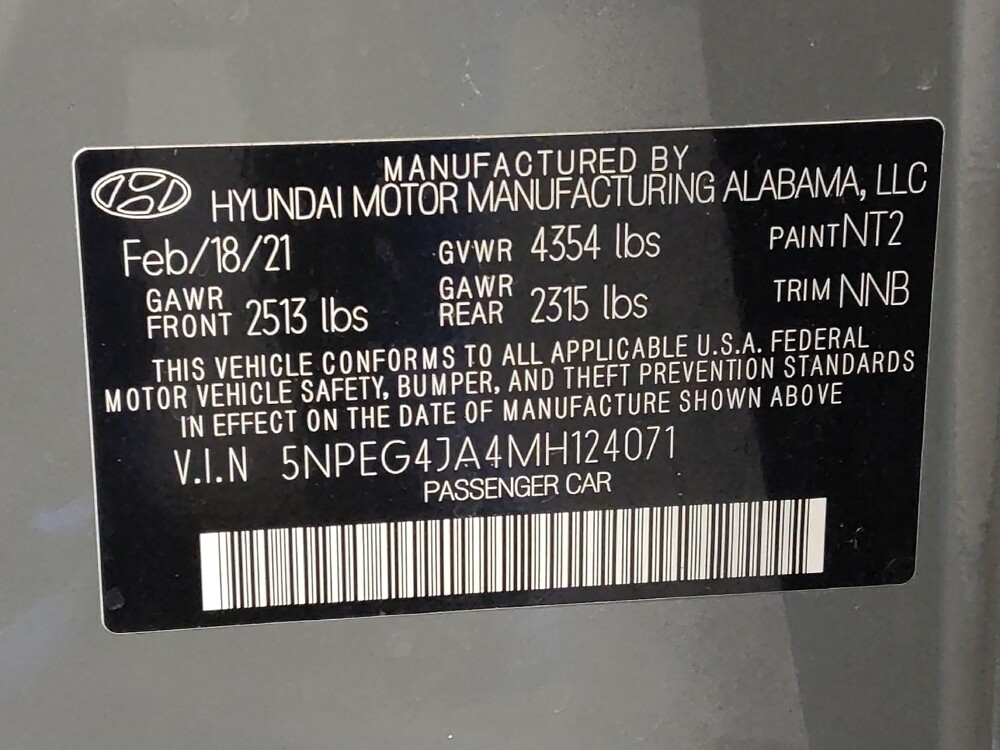 MANUFACTURED BY
HYUNDAI MOTOR MANUFACTURING ALABAMA, LLC
Feb/18/21 GVWR 4354 lbs PAINT NT2
GAWR FRONT 2513 lbs GAWR REAR 2315 lbs TRIM NNB
THIS VEHICLE CONFORMS TO ALL APPLICABLE U.S.A. FEDERAL
MOTOR VEHICLE SAFETY, BUMPER, AND THEFT PREVENTION STANDARDS
IN EFFECT ON THE DATE OF MANUFACTURE SHOWN ABOVE
V.I.N 5NPEG4JA4MH124071
PASSENGER CAR